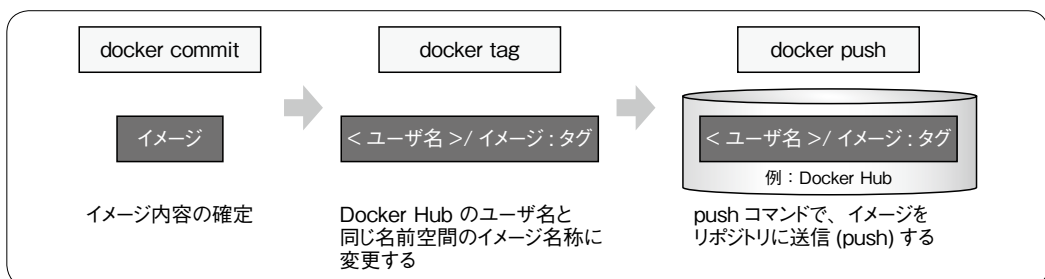 docker commit
docker tag
docker push
イメージ
< ユーザ名 >/ イメージ : タグ
< ユーザ名 >/ イメージ : タグ
例：Docker Hub
イメージ内容の確定
Docker Hub のユーザ名と
同じ名前空間のイメージ名称に
変更する
push コマンドで、イメージを
リポジトリに送信 (push) する